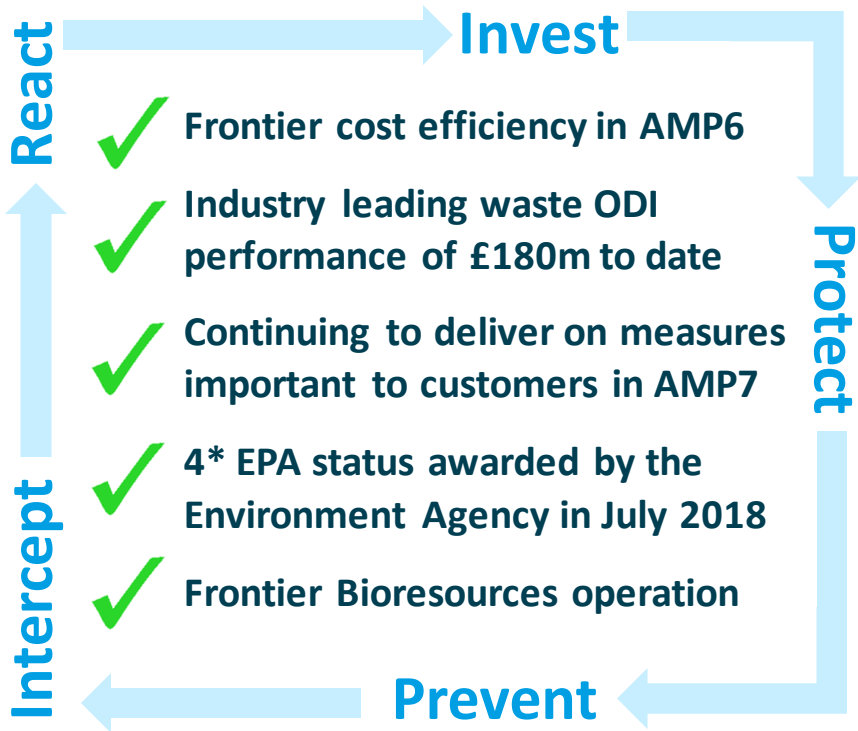 React
Invest
Frontier cost efficiency in AMP6
Industry leading waste ODI
performance of £180m to date
Continuing to deliver on measures
important to customers in AMP7
4* EPA status awarded by the
Environment Agency in July 2018
Frontier Bioresources operation
Protect
Intercept
Prevent